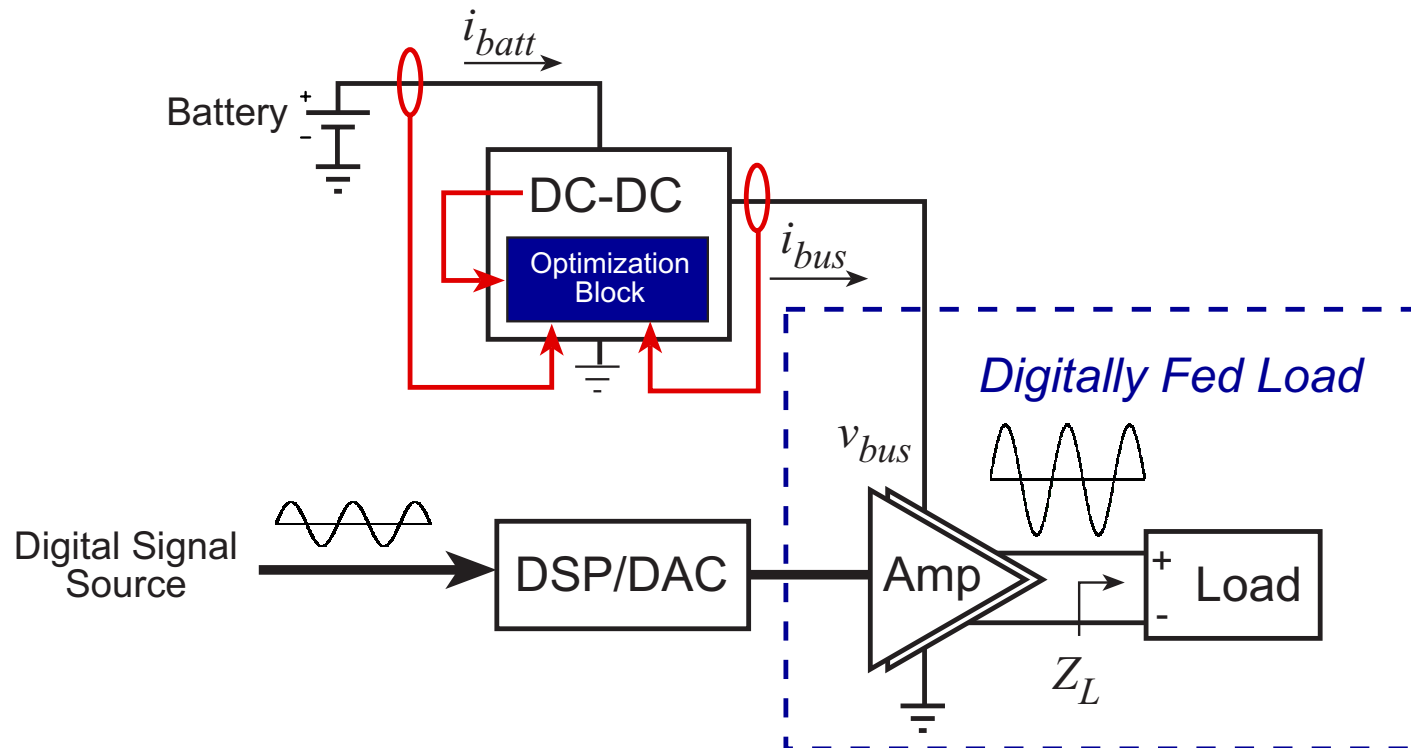 i_batt
Battery
+
−
DC-DC
Optimization
Block
i_bus
Digitally Fed Load
v_bus
Digital Signal
Source
DSP/DAC
Amp
+
-
Load
Z_L